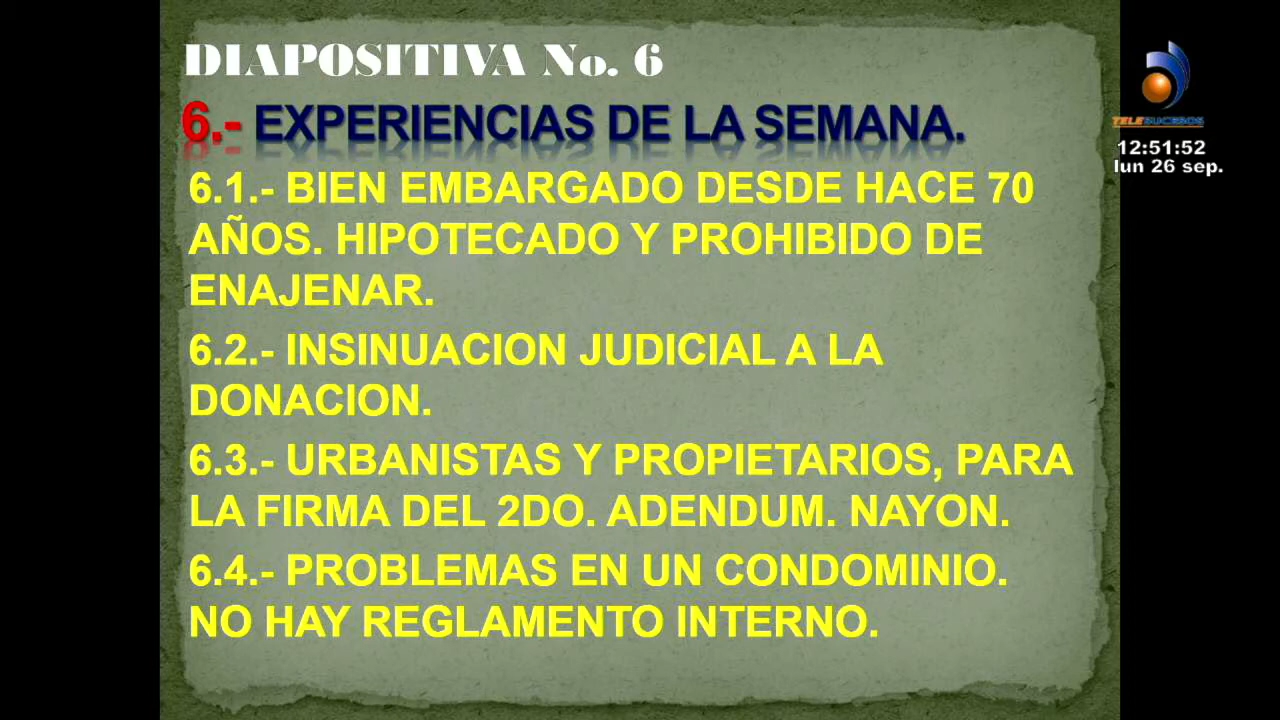 DIAPOSITIVA No. 6
6.- EXPERIENCIAS DE LA SEMANA.
6.1.- BIEN EMBARGADO DESDE HACE 70
AÑOS. HIPOTECADO Y PROHIBIDO DE
ENAJENAR.
6.2.- INSINUACION JUDICIAL A LA
DONACION.
6.3.- URBANISTAS Y PROPIETARIOS, PARA
LA FIRMA DEL 2DO. ADENDUM. NAYON.
6.4.- PROBLEMAS EN UN CONDOMINIO.
NO HAY REGLAMENTO INTERNO.
TELESUCESOS
12:51:52
lun 26 sep.